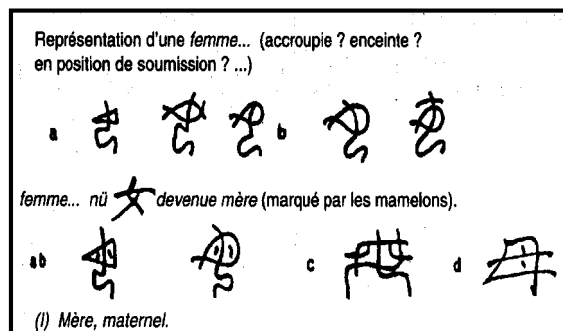 Représentation d'une femme... (accroupie ? enceinte ?
en position de soumission ? ...)
a b
femme... nü 女 devenue mère (marqué par les mamelons).
ab c d
(I) Mère, maternel.